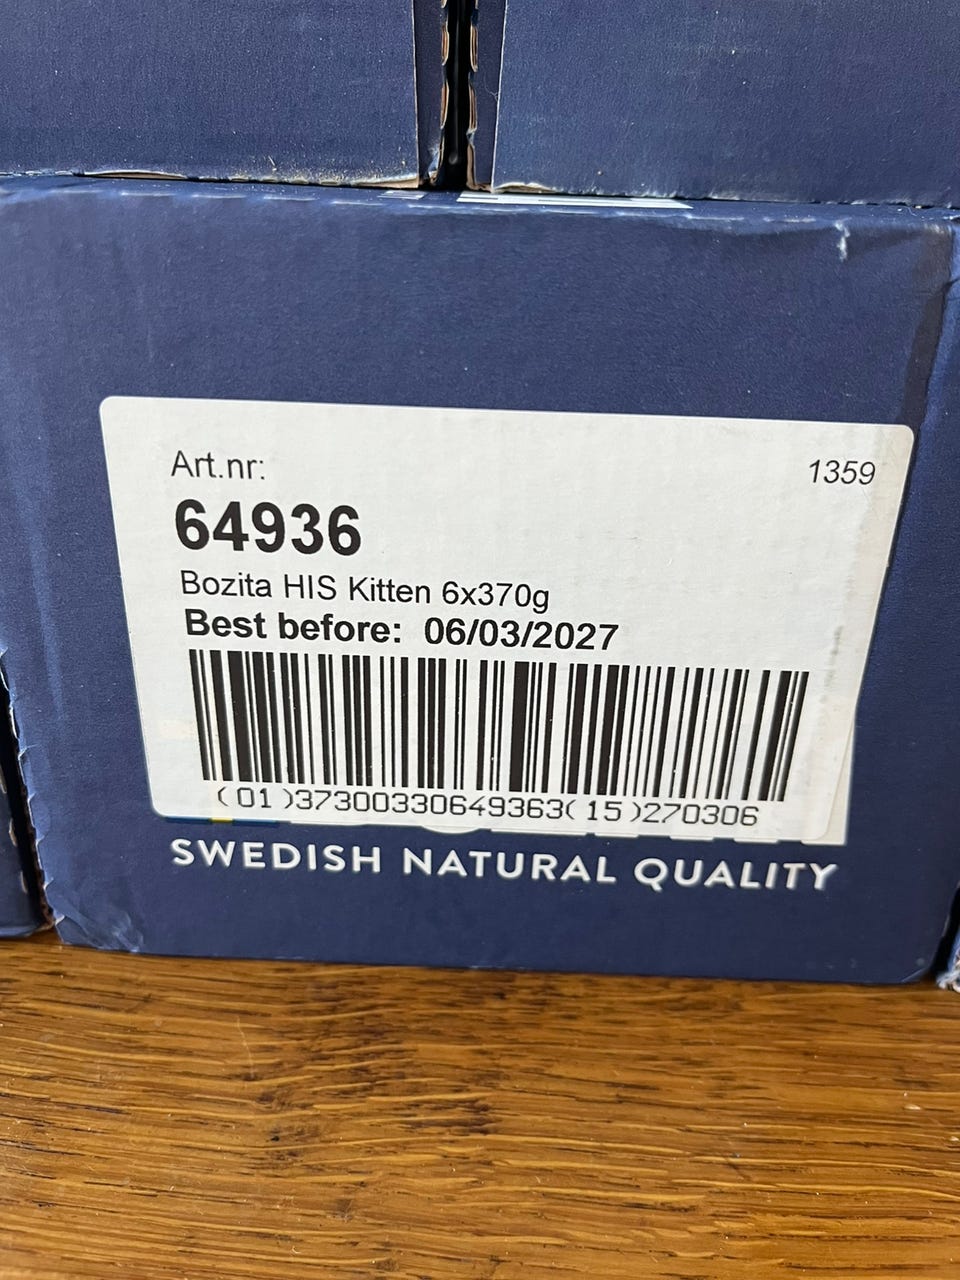 Art.nr:
1359
64936
Bozita HIS Kitten 6x370g
Best before: 06/03/2027
(01)37300330649363(15)270306
SWEDISH NATURAL QUALITY